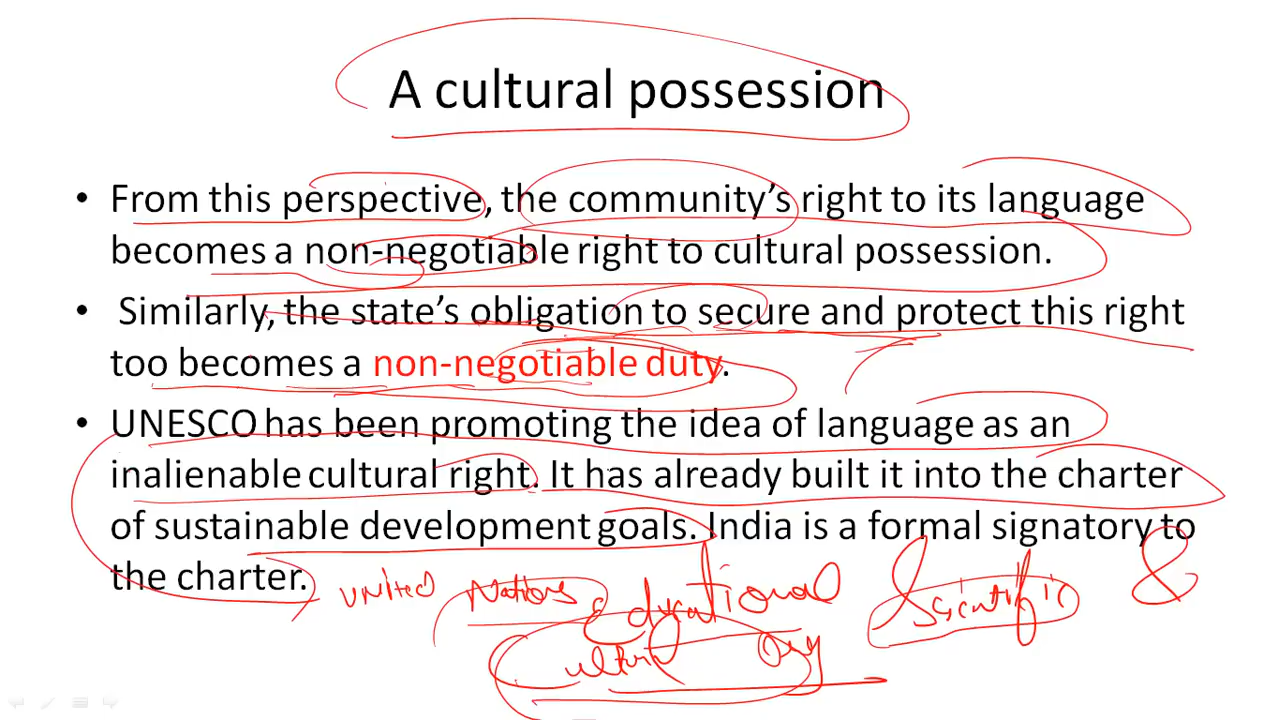 A cultural possession
• From this perspective, the community's right to its language
becomes a non-negotiable right to cultural possession.
• Similarly, the state's obligation to secure and protect this right
too becomes a non-negotiable duty.
• UNESCO has been promoting the idea of language as an
inalienable cultural right. It has already built it into the charter
of sustainable development goals. India is a formal signatory to
the charter.
United Nations Educational Scientific &
Cultural Org